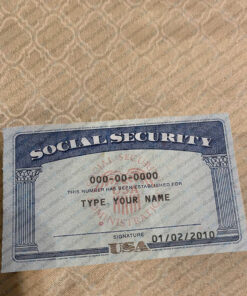 SOCIAL SECURITY
000-00-0000
THIS NUMBER HAS BEEN ESTABLISHED FOR
TYPE YOUR NAME
SIGNATURE
01/02/2010
USA